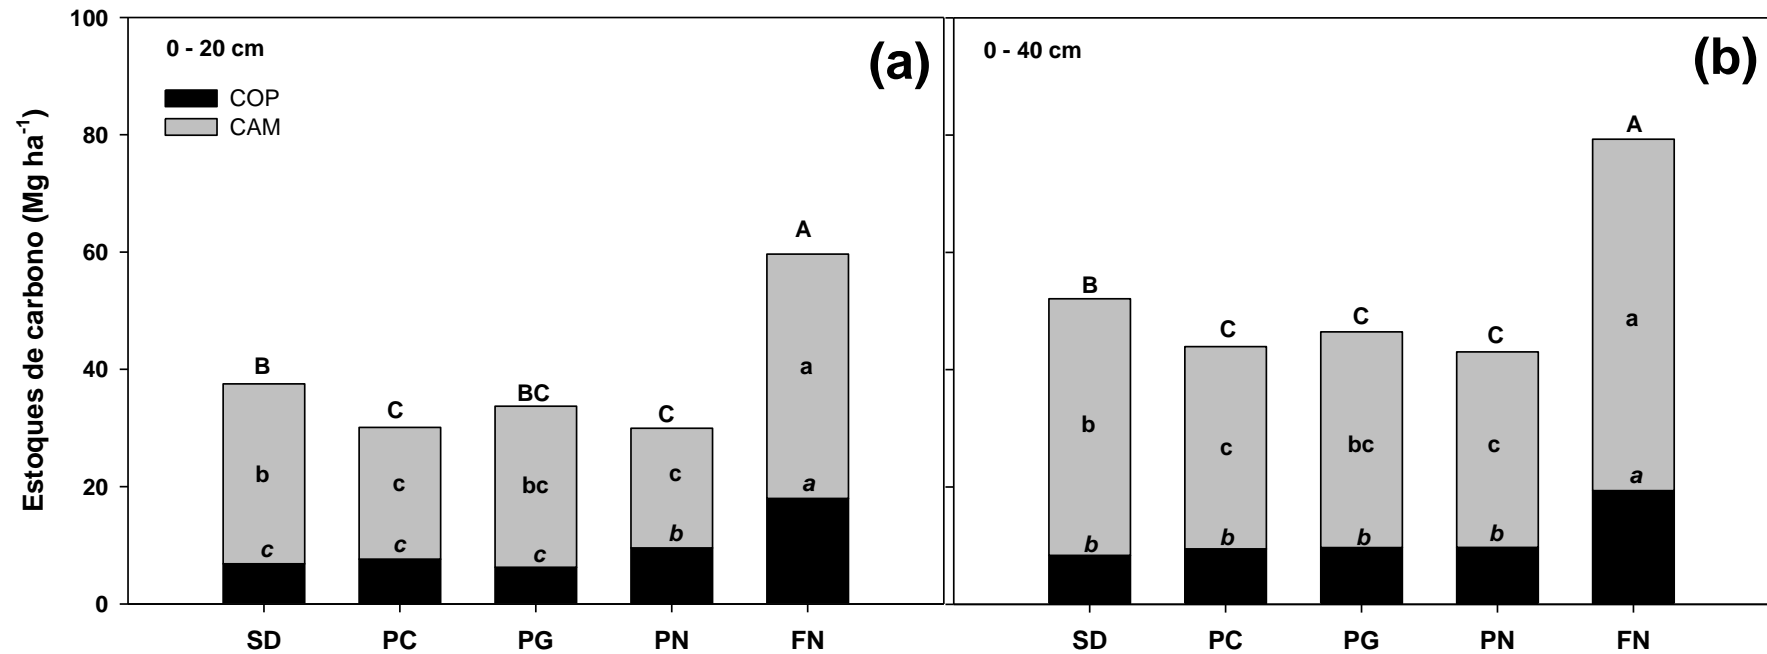 0 - 20 cm
(a)
COP
CAM
Estoques de carbono (Mg ha⁻¹)
100
80
60
40
20
0
B
C
BC
C
A
b
c
bc
c
a
c
c
c
b
a
SD PC PG PN FN
0 - 40 cm
(b)
B
C
C
C
A
b
c
bc
c
a
b
b
b
b
a
SD PC PG PN FN